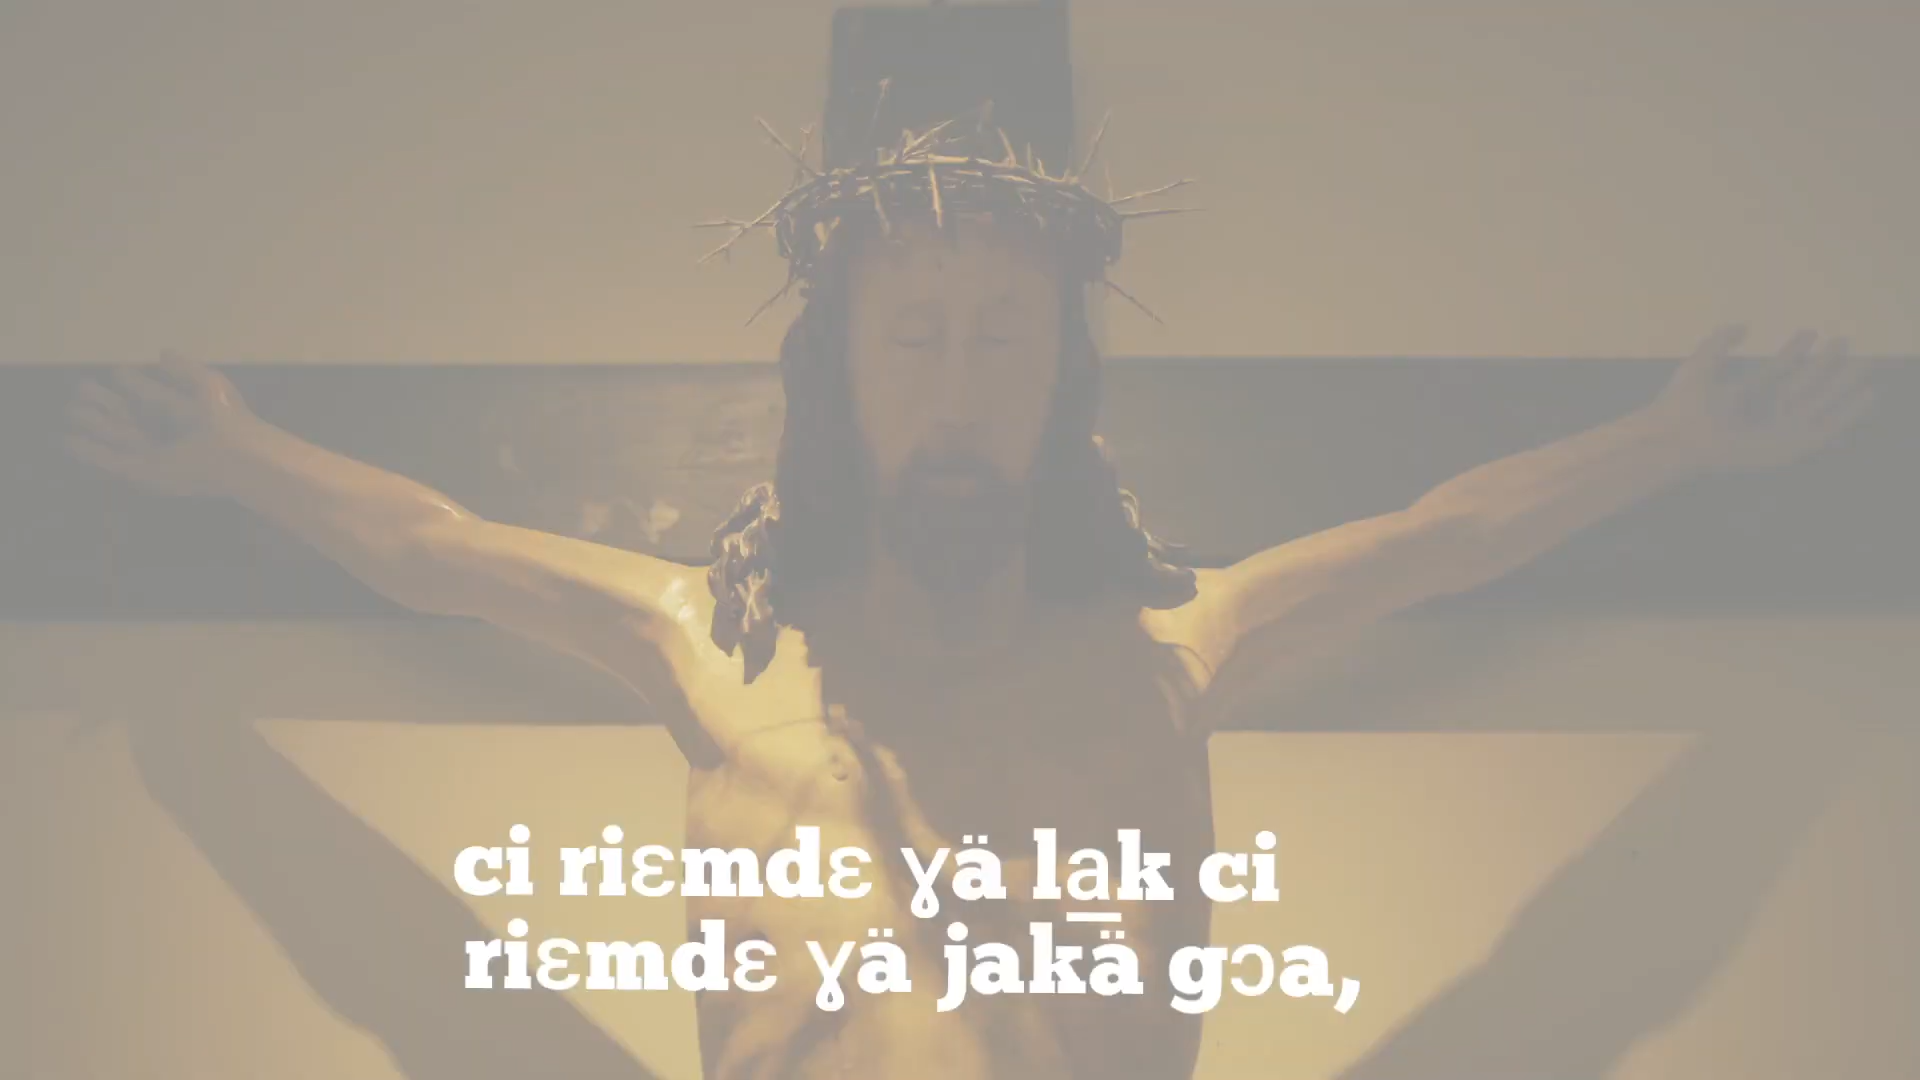 ci riɛmdɛ ɣä la̱k ci
riɛmdɛ ɣä jakä gɔa,